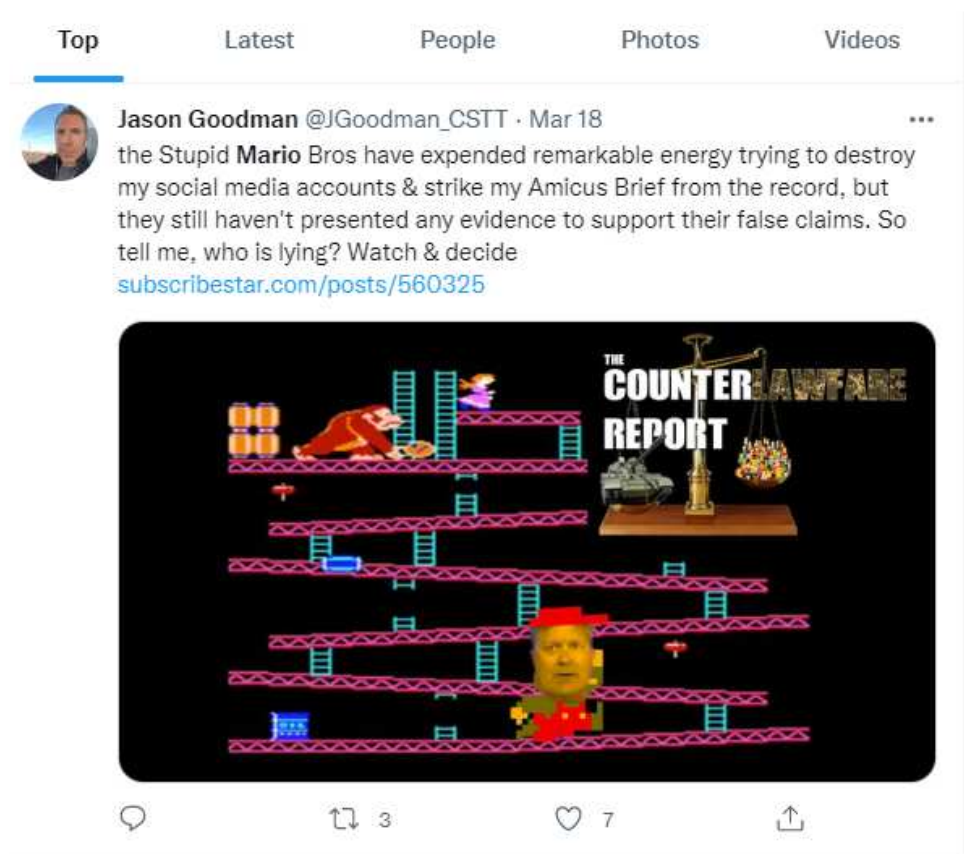 Top Latest People Photos Videos
Jason Goodman @JGoodman_CSTT · Mar 18
the Stupid Mario Bros have expended remarkable energy trying to destroy
my social media accounts & strike my Amicus Brief from the record, but
they still haven't presented any evidence to support their false claims. So
tell me, who is lying? Watch & decide
subscribestar.com/posts/560325
THE
COUNTERLAWFARE
REPORT
3 7